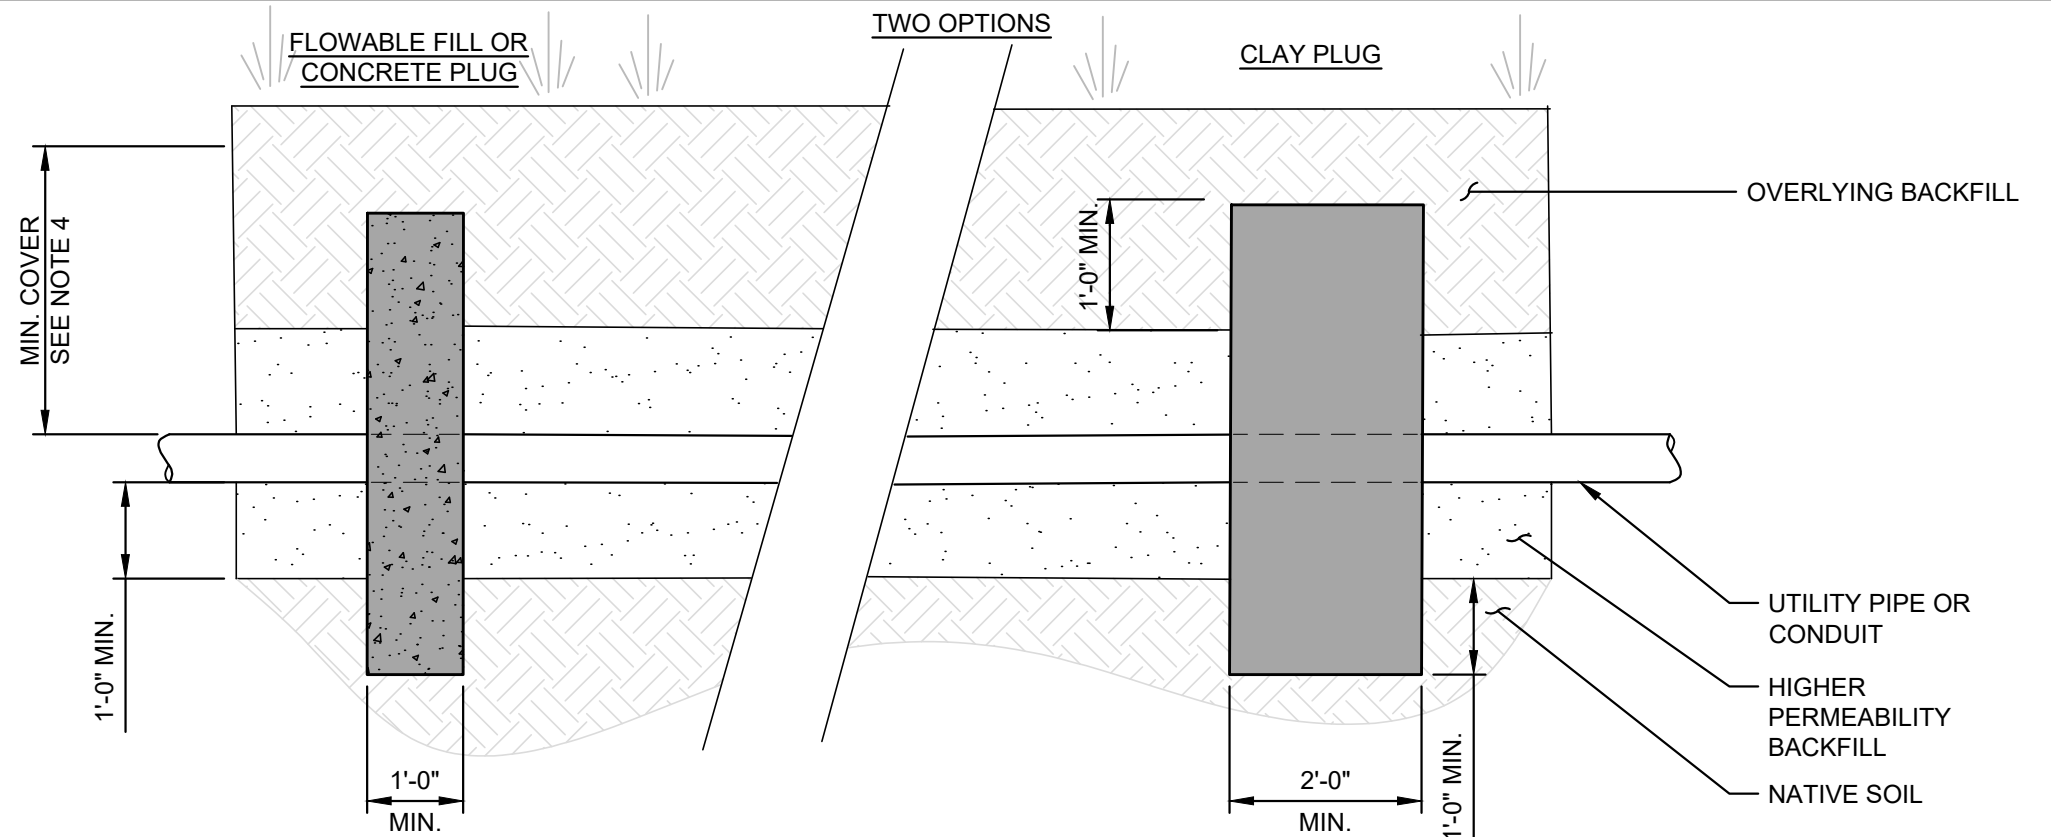 TWO OPTIONS
FLOWABLE FILL OR
CONCRETE PLUG
CLAY PLUG
MIN. COVER
SEE NOTE 4
1'-0" MIN.
OVERLYING BACKFILL
1'-0" MIN.
UTILITY PIPE OR
CONDUIT
HIGHER
PERMEABILITY
BACKFILL
NATIVE SOIL
1'-0"
MIN.
2'-0"
MIN.
1'-0" MIN.